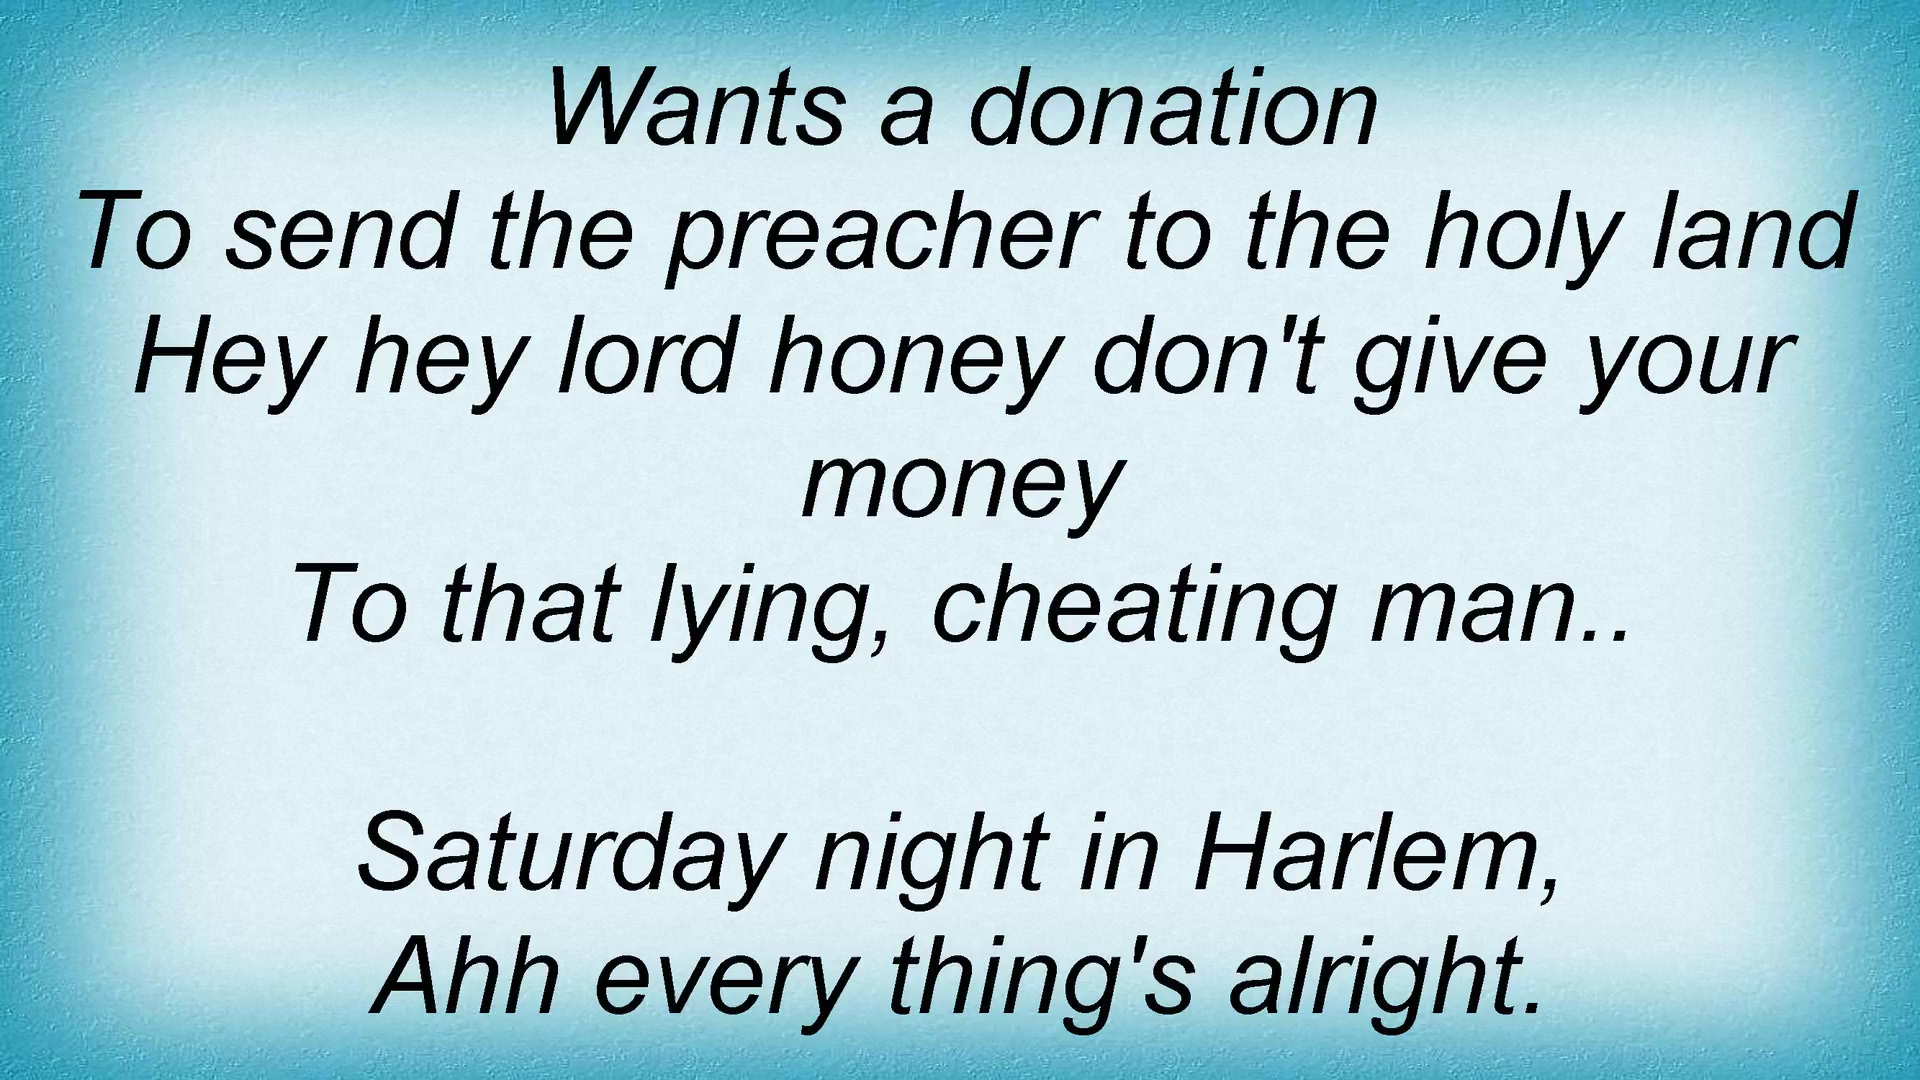 Wants a donation
To send the preacher to the holy land
Hey hey lord honey don't give your
money
To that lying, cheating man..
Saturday night in Harlem,
Ahh every thing's alright.